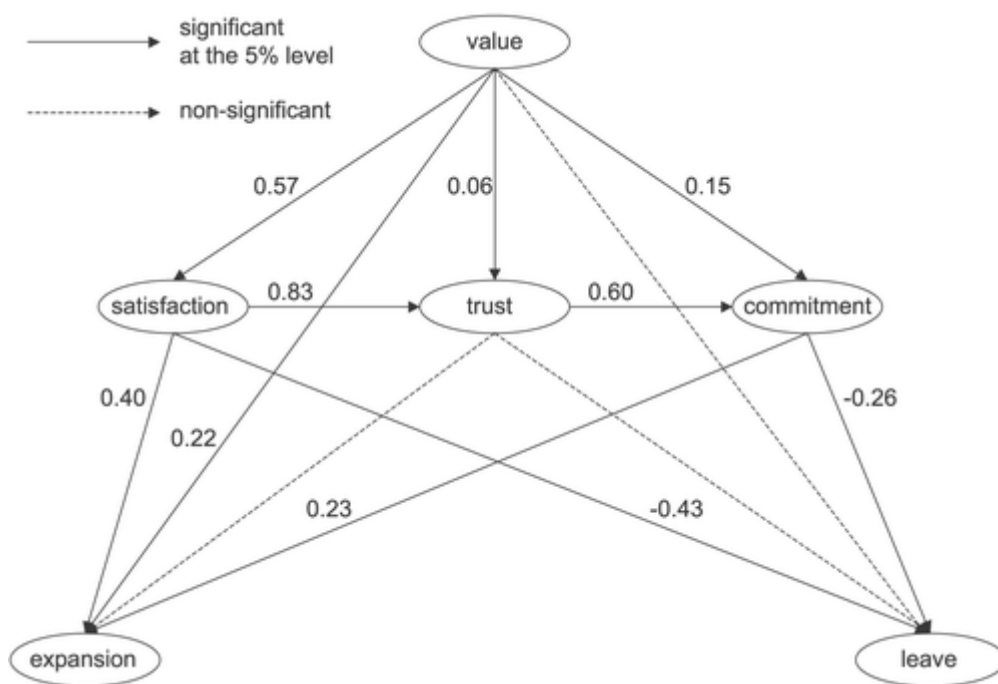 significant
at the 5% level
value
non-significant
0.57
0.06
0.15
satisfaction
0.83
trust
0.60
commitment
0.40
0.22
-0.26
0.23
-0.43
expansion
leave